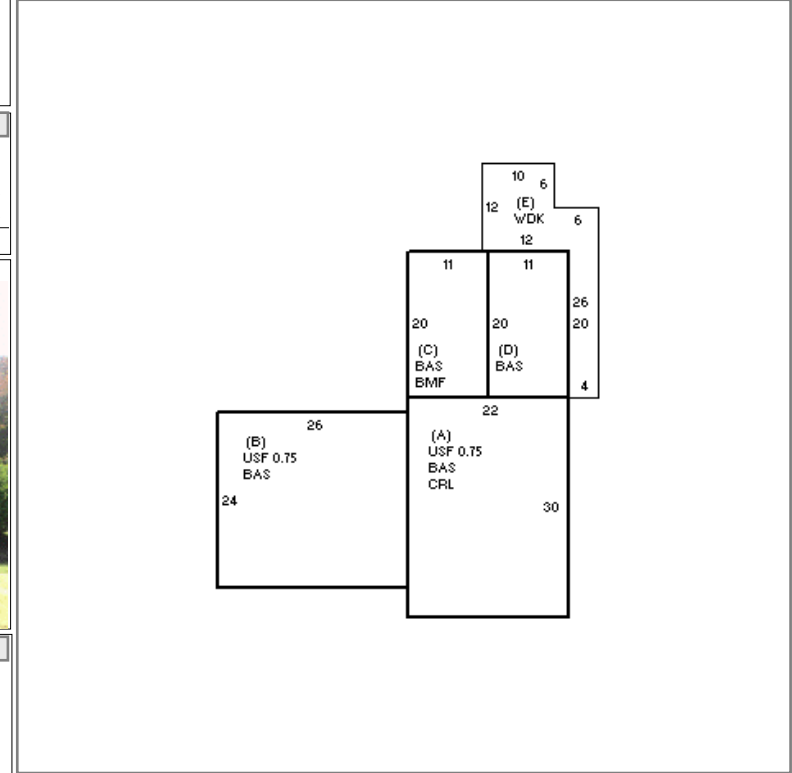 10
6
12
(E)
WDK
6
12
11
11
26
20
20
20
(C)
BAS
BMF
(D)
BAS
4
22
26
(A)
USF 0.75
BAS
CRL
(B)
USF 0.75
BAS
24
30